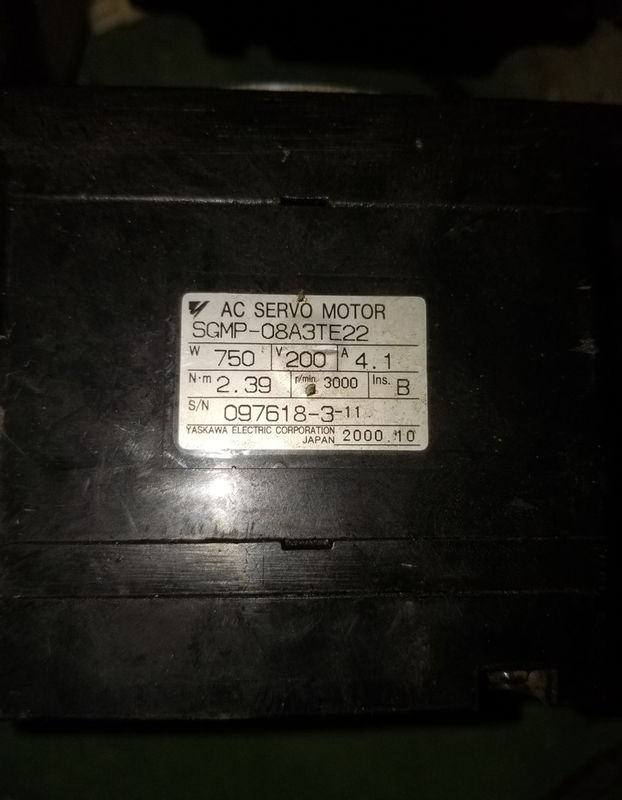 AC SERVO MOTOR
SGMP-08A3TE22
W 750 V 200 A 4.1
N·m 2.39 r/min. 3000 Ins. B
S/N 097618-3-11
YASKAWA ELECTRIC CORPORATION
JAPAN 2000.10